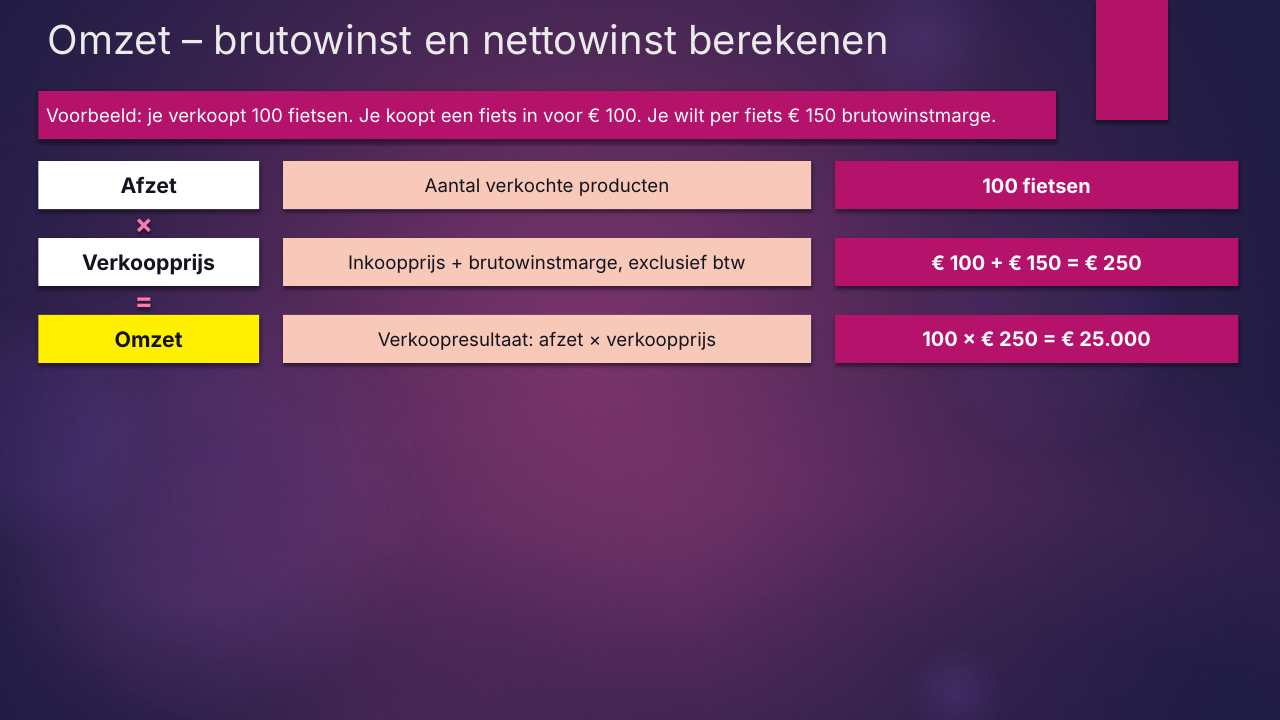 Omzet – brutowinst en nettowinst berekenen
Voorbeeld: je verkoopt 100 fietsen. Je koopt een fiets in voor € 100. Je wilt per fiets € 150 brutowinstmarge.
Afzet
Aantal verkochte producten
100 fietsen
×
Verkoopprijs
Inkoopprijs + brutowinstmarge, exclusief btw
€ 100 + € 150 = € 250
=
Omzet
Verkoopresultaat: afzet × verkoopprijs
100 × € 250 = € 25.000